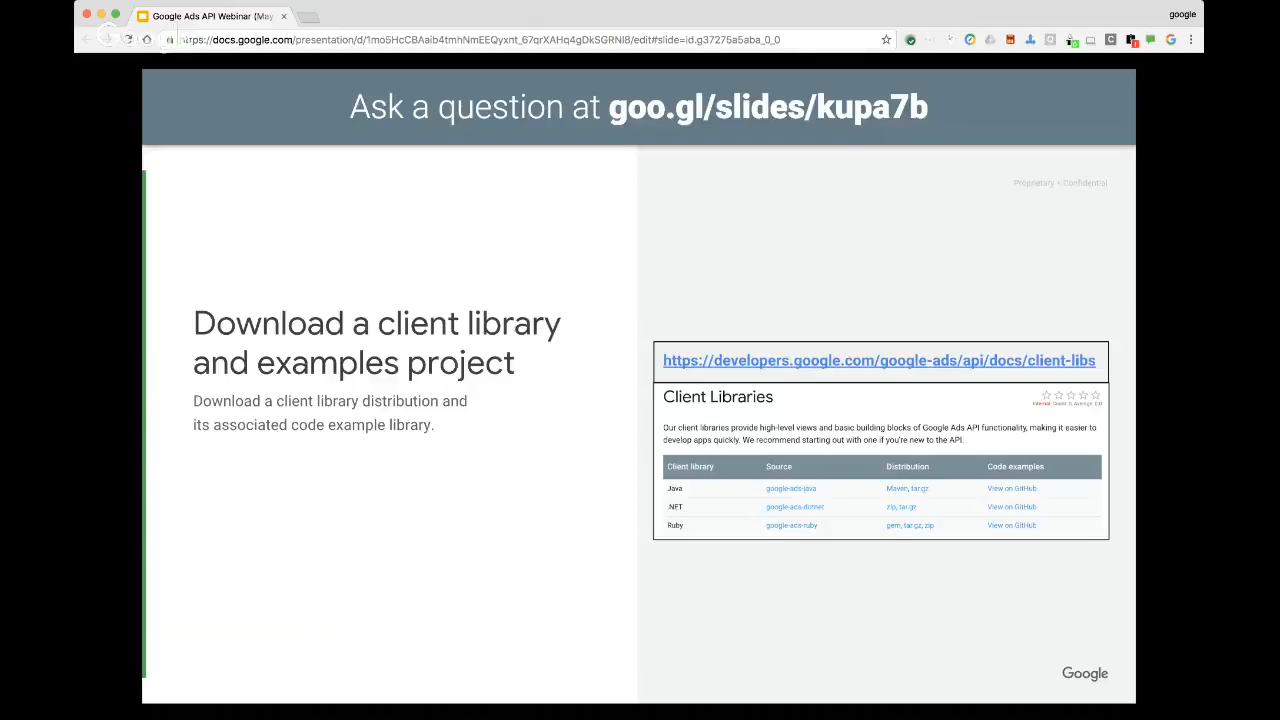 Google Ads API Webinar (May
google
https://docs.google.com/presentation/d/1mo5HcCBAaib4tmhNmEEQyxnt_67qrXAHq4gDkSGRNI8/edit#slide=id.g37275a5aba_0_0
Ask a question at goo.gl/slides/kupa7b
Proprietary + Confidential
Download a client library
and examples project
Download a client library distribution and
its associated code example library.
https://developers.google.com/google-ads/api/docs/client-libs
Client Libraries
Our client libraries provide high-level views and basic building blocks of Google Ads API functionality, making it easier to
develop apps quickly. We recommend starting out with one if you're new to the API.
Client library Source Distribution Code examples
Java google-ads-java Maven, tar.gz View on GitHub
.NET google-ads-dotnet zip, tar.gz View on GitHub
Ruby google-ads-ruby gem, tar.gz, zip View on GitHub
Google